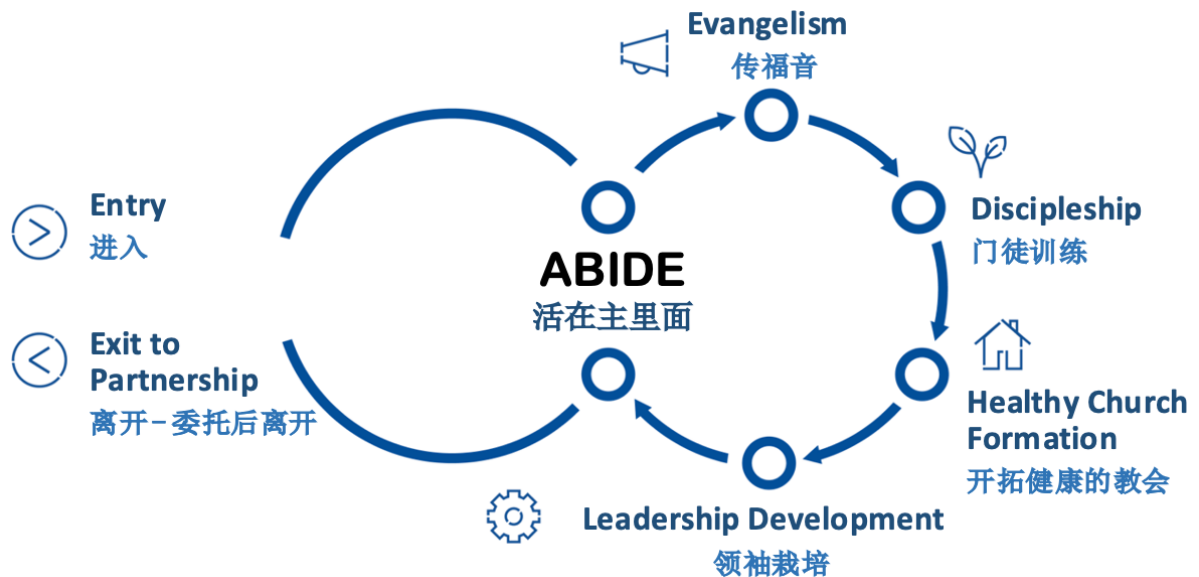 Evangelism
传福音
Entry
进入
Discipleship
门徒训练
ABIDE
活在主里面
Exit to
Partnership
离开-委托后离开
Healthy Church
Formation
开拓健康的教会
Leadership Development
领袖栽培